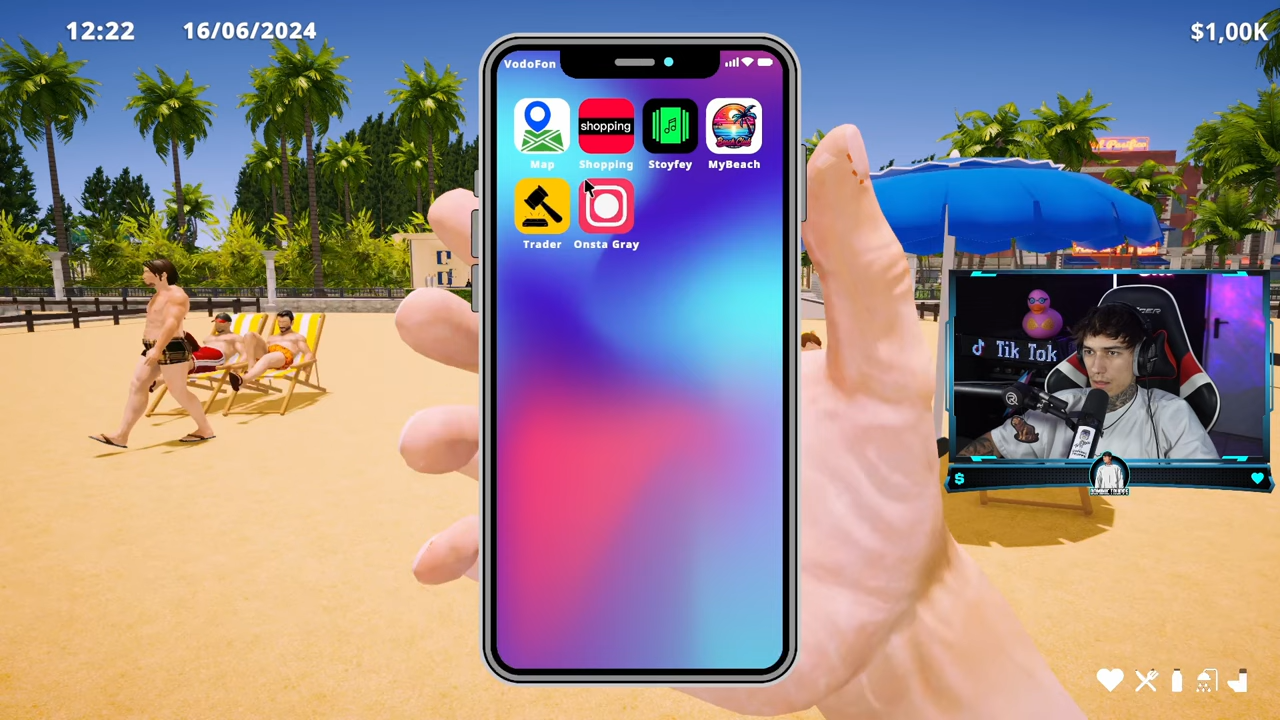 12:22
16/06/2024
$1,00K
VodoFon
shopping
Map
Shopping
Stoyfey
MyBeach
Trader
Onsta Gray
Tik Tok
$